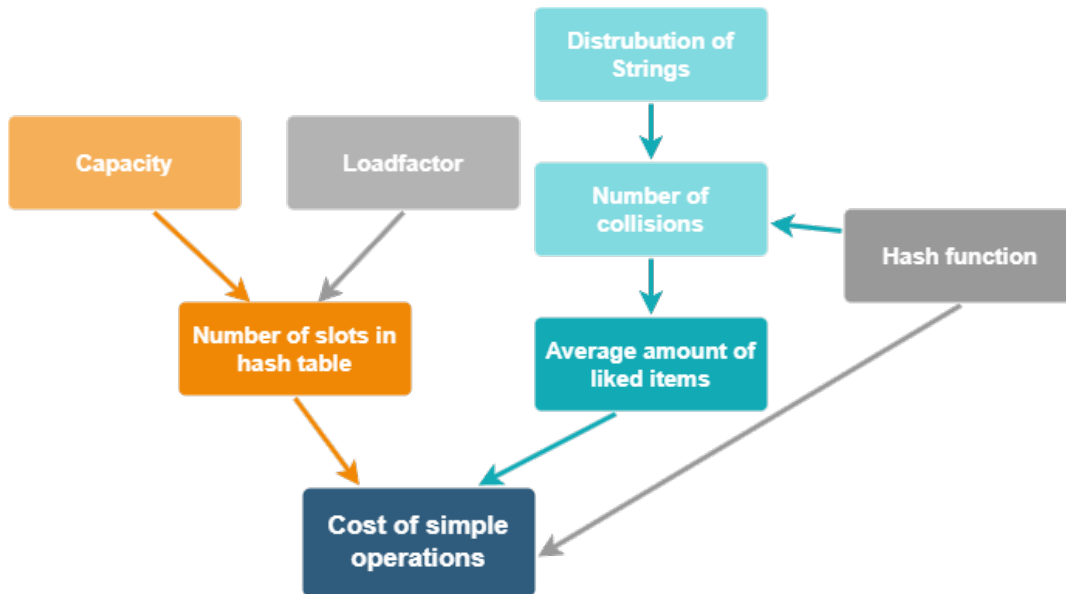 Distrubution of
Strings
Capacity
Loadfactor
Number of
collisions
Hash function
Number of slots in
hash table
Average amount of
liked items
Cost of simple
operations